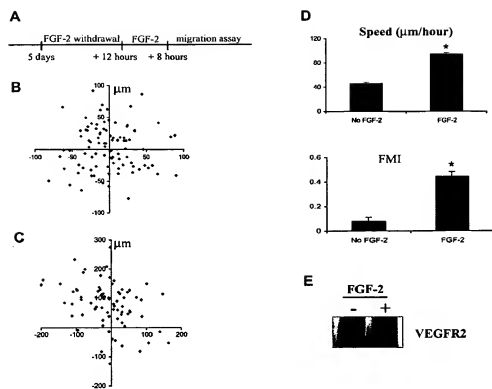 A
FGF-2 withdrawal FGF-2 migration assay
5 days + 12 hours + 8 hours
B
µm
100
50
-100 -50 0 50 100
-50
-100
C
µm
300
200
100
-200 -100 0 100 200
-100
-200
D
Speed (µm/hour)
*
120
80
40
0
No FGF-2 FGF-2
FMI
*
0.6
0.4
0.2
0
No FGF-2 FGF-2
E
FGF-2
- +
VEGFR2